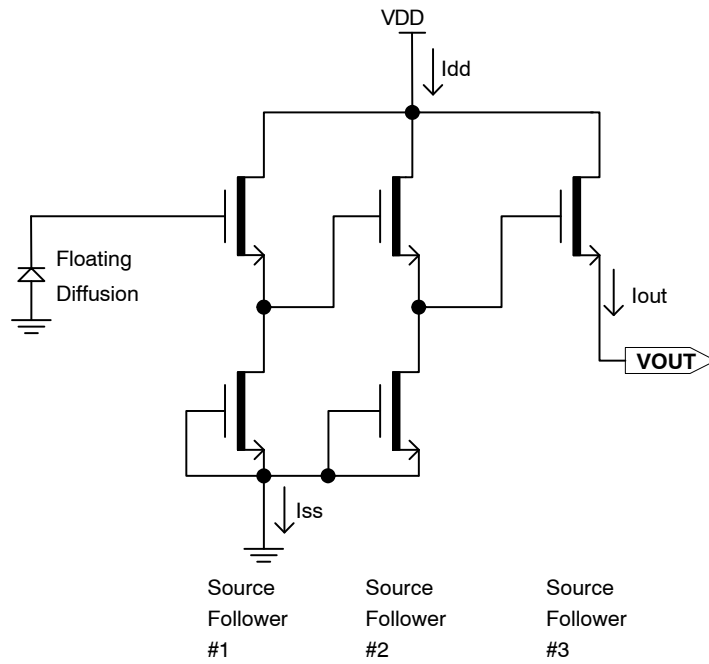 VDD
Idd
Floating
Diffusion
Iout
VOUT
Iss
Source
Follower
#1
Source
Follower
#2
Source
Follower
#3